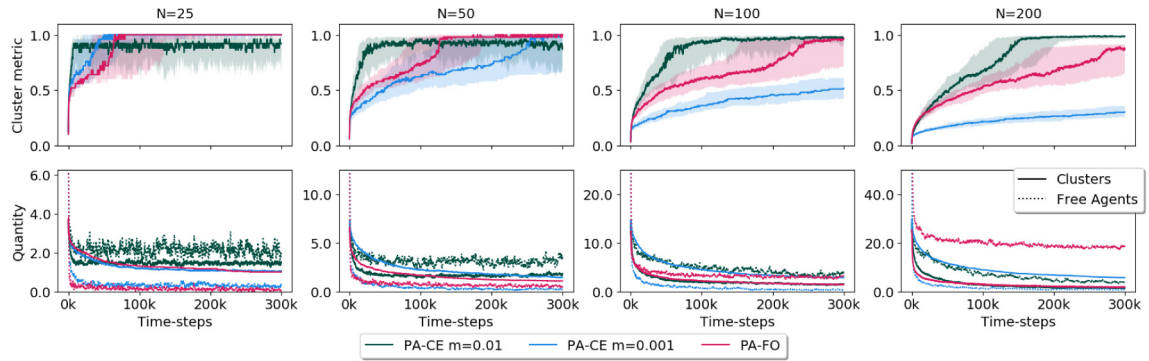 N=25 N=50 N=100 N=200
Cluster metric
1.0 1.0 1.0 1.0
0.5 0.5 0.5 0.5
0.0 0.0 0.0 0.0
Quantity
6.0 10.0 20.0 40.0
4.0 5.0 10.0 20.0
2.0
0.0 0.0 0.0 0.0
Clusters
Free Agents
0k 100k 200k 300k 0k 100k 200k 300k 0k 100k 200k 300k 0k 100k 200k 300k
Time-steps Time-steps Time-steps Time-steps
PA-CE m=0.01 PA-CE m=0.001 PA-FO